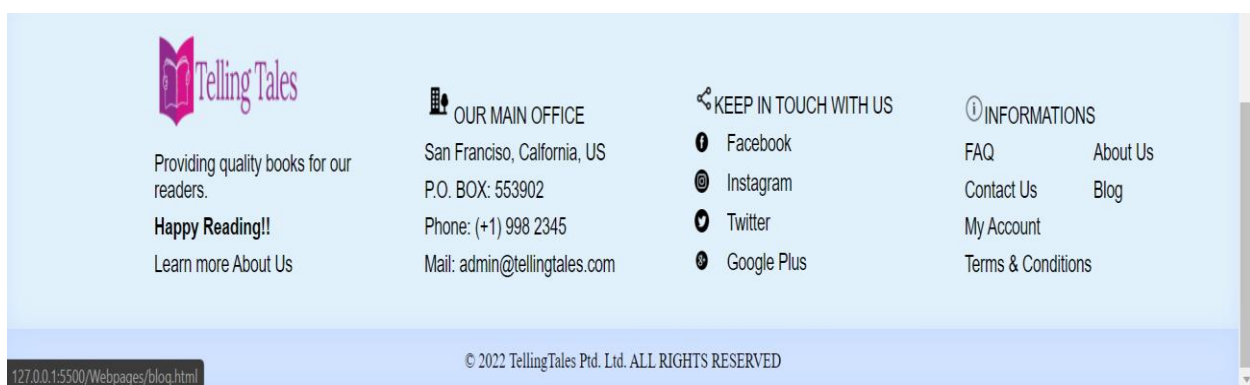 Telling Tales
Providing quality books for our
readers.
Happy Reading!!
Learn more About Us
OUR MAIN OFFICE
San Franciso, Calfornia, US
P.O. BOX: 553902
Phone: (+1) 998 2345
Mail: admin@tellingtales.com
KEEP IN TOUCH WITH US
Facebook
Instagram
Twitter
Google Plus
INFORMATIONS
FAQ
About Us
Contact Us
Blog
My Account
Terms & Conditions
© 2022 TellingTales Ptd. Ltd. ALL RIGHTS RESERVED
127.0.0.1:5500/Webpages/blog.html